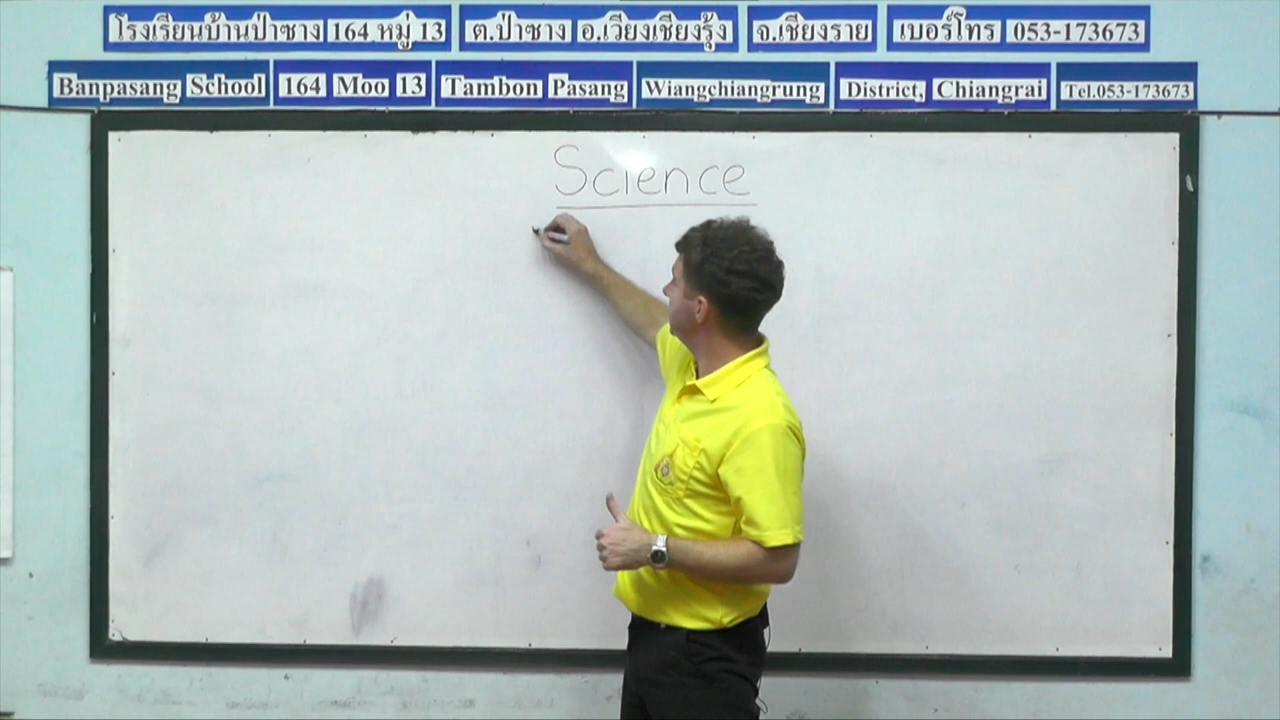 โรงเรียนบ้านป่าซาง 164 หมู่ 13 ต.ป่าซาง อ.เวียงเชียงรุ้ง จ.เชียงราย เบอร์โทร 053-173673
Banpasang School 164 Moo 13 Tambon Pasang Wiangchiangrung District, Chiangrai Tel.053-173673
Science